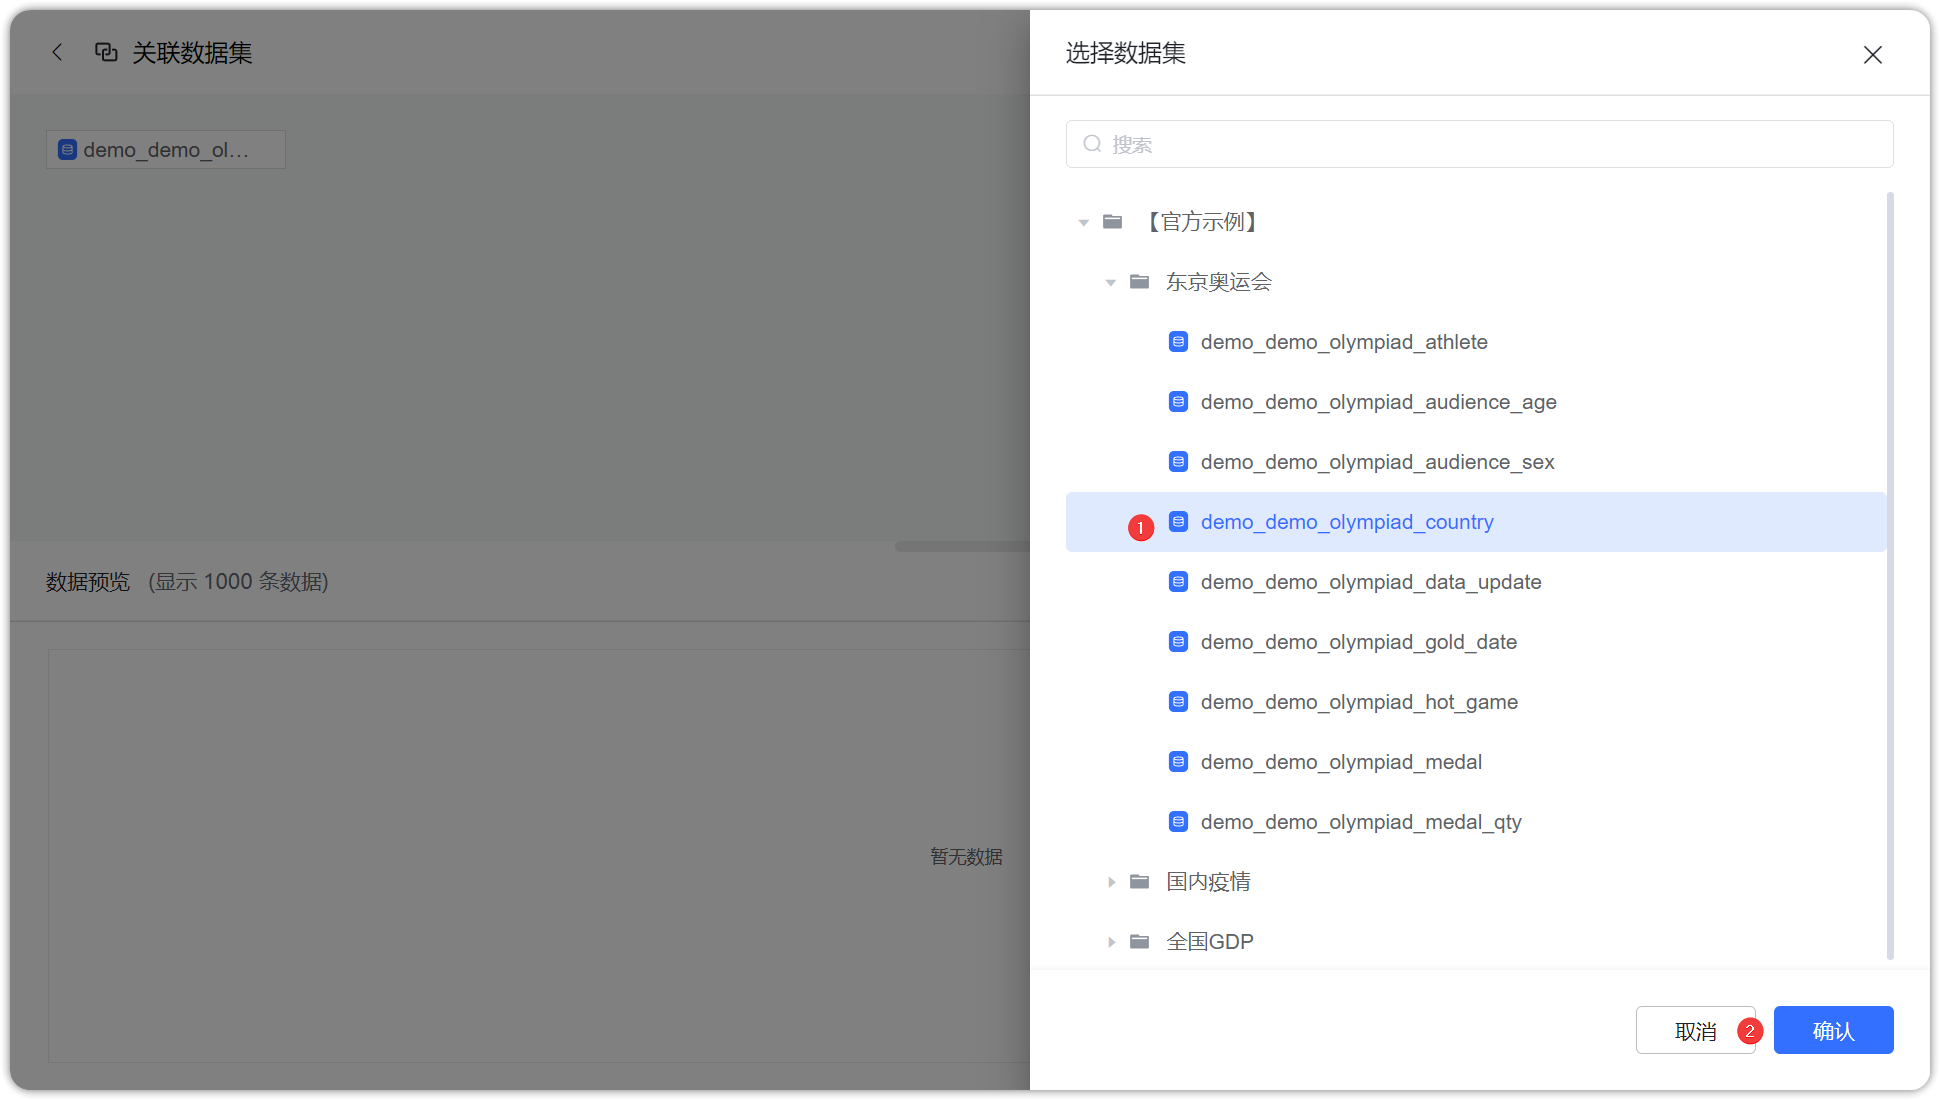 关联数据集
demo_demo_ol...
数据预览 (显示 1000 条数据)
暂无数据
选择数据集
搜索
【官方示例】
东京奥运会
demo_demo_olympiad_athlete
demo_demo_olympiad_audience_age
demo_demo_olympiad_audience_sex
1 demo_demo_olympiad_country
demo_demo_olympiad_data_update
demo_demo_olympiad_gold_date
demo_demo_olympiad_hot_game
demo_demo_olympiad_medal
demo_demo_olympiad_medal_qty
国内疫情
全国GDP
取消 2 确认